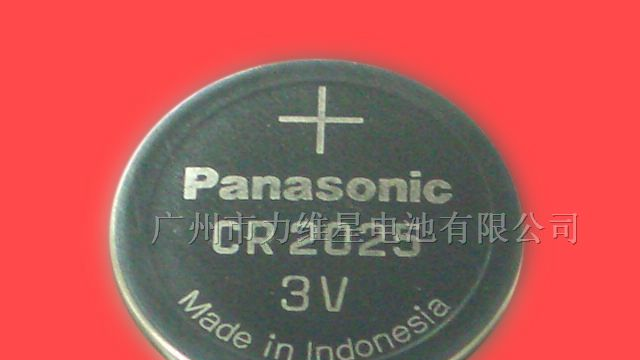 +
Panasonic
广州市力维星电池有限公司
CR2025
3V
Made in Indonesia